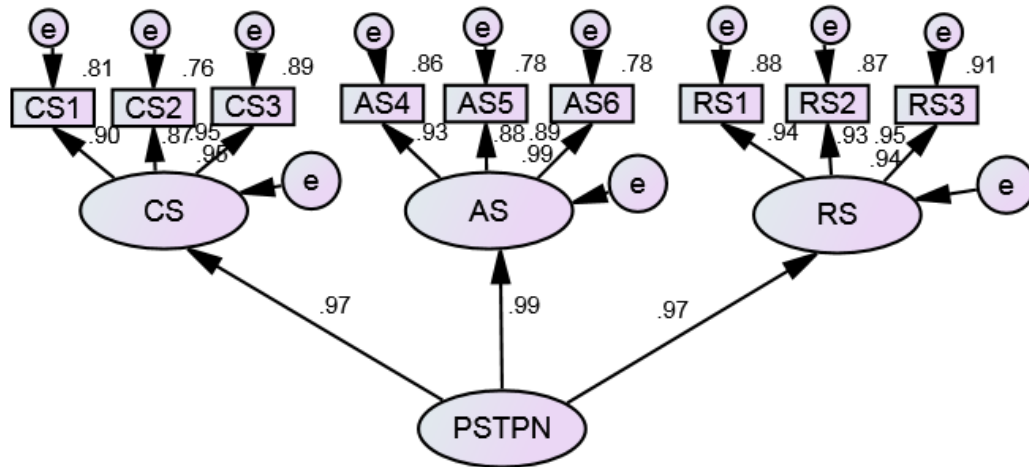 e e e e e e e e e
.81 .76 .89 .86 .78 .78 .88 .87 .91
CS1 CS2 CS3 AS4 AS5 AS6 RS1 RS2 RS3
.90 .87 .95 .93 .88 .89 .94 .93 .95
.95 .99 .94
e e e
CS AS RS
.97 .99 .97
PSTPN